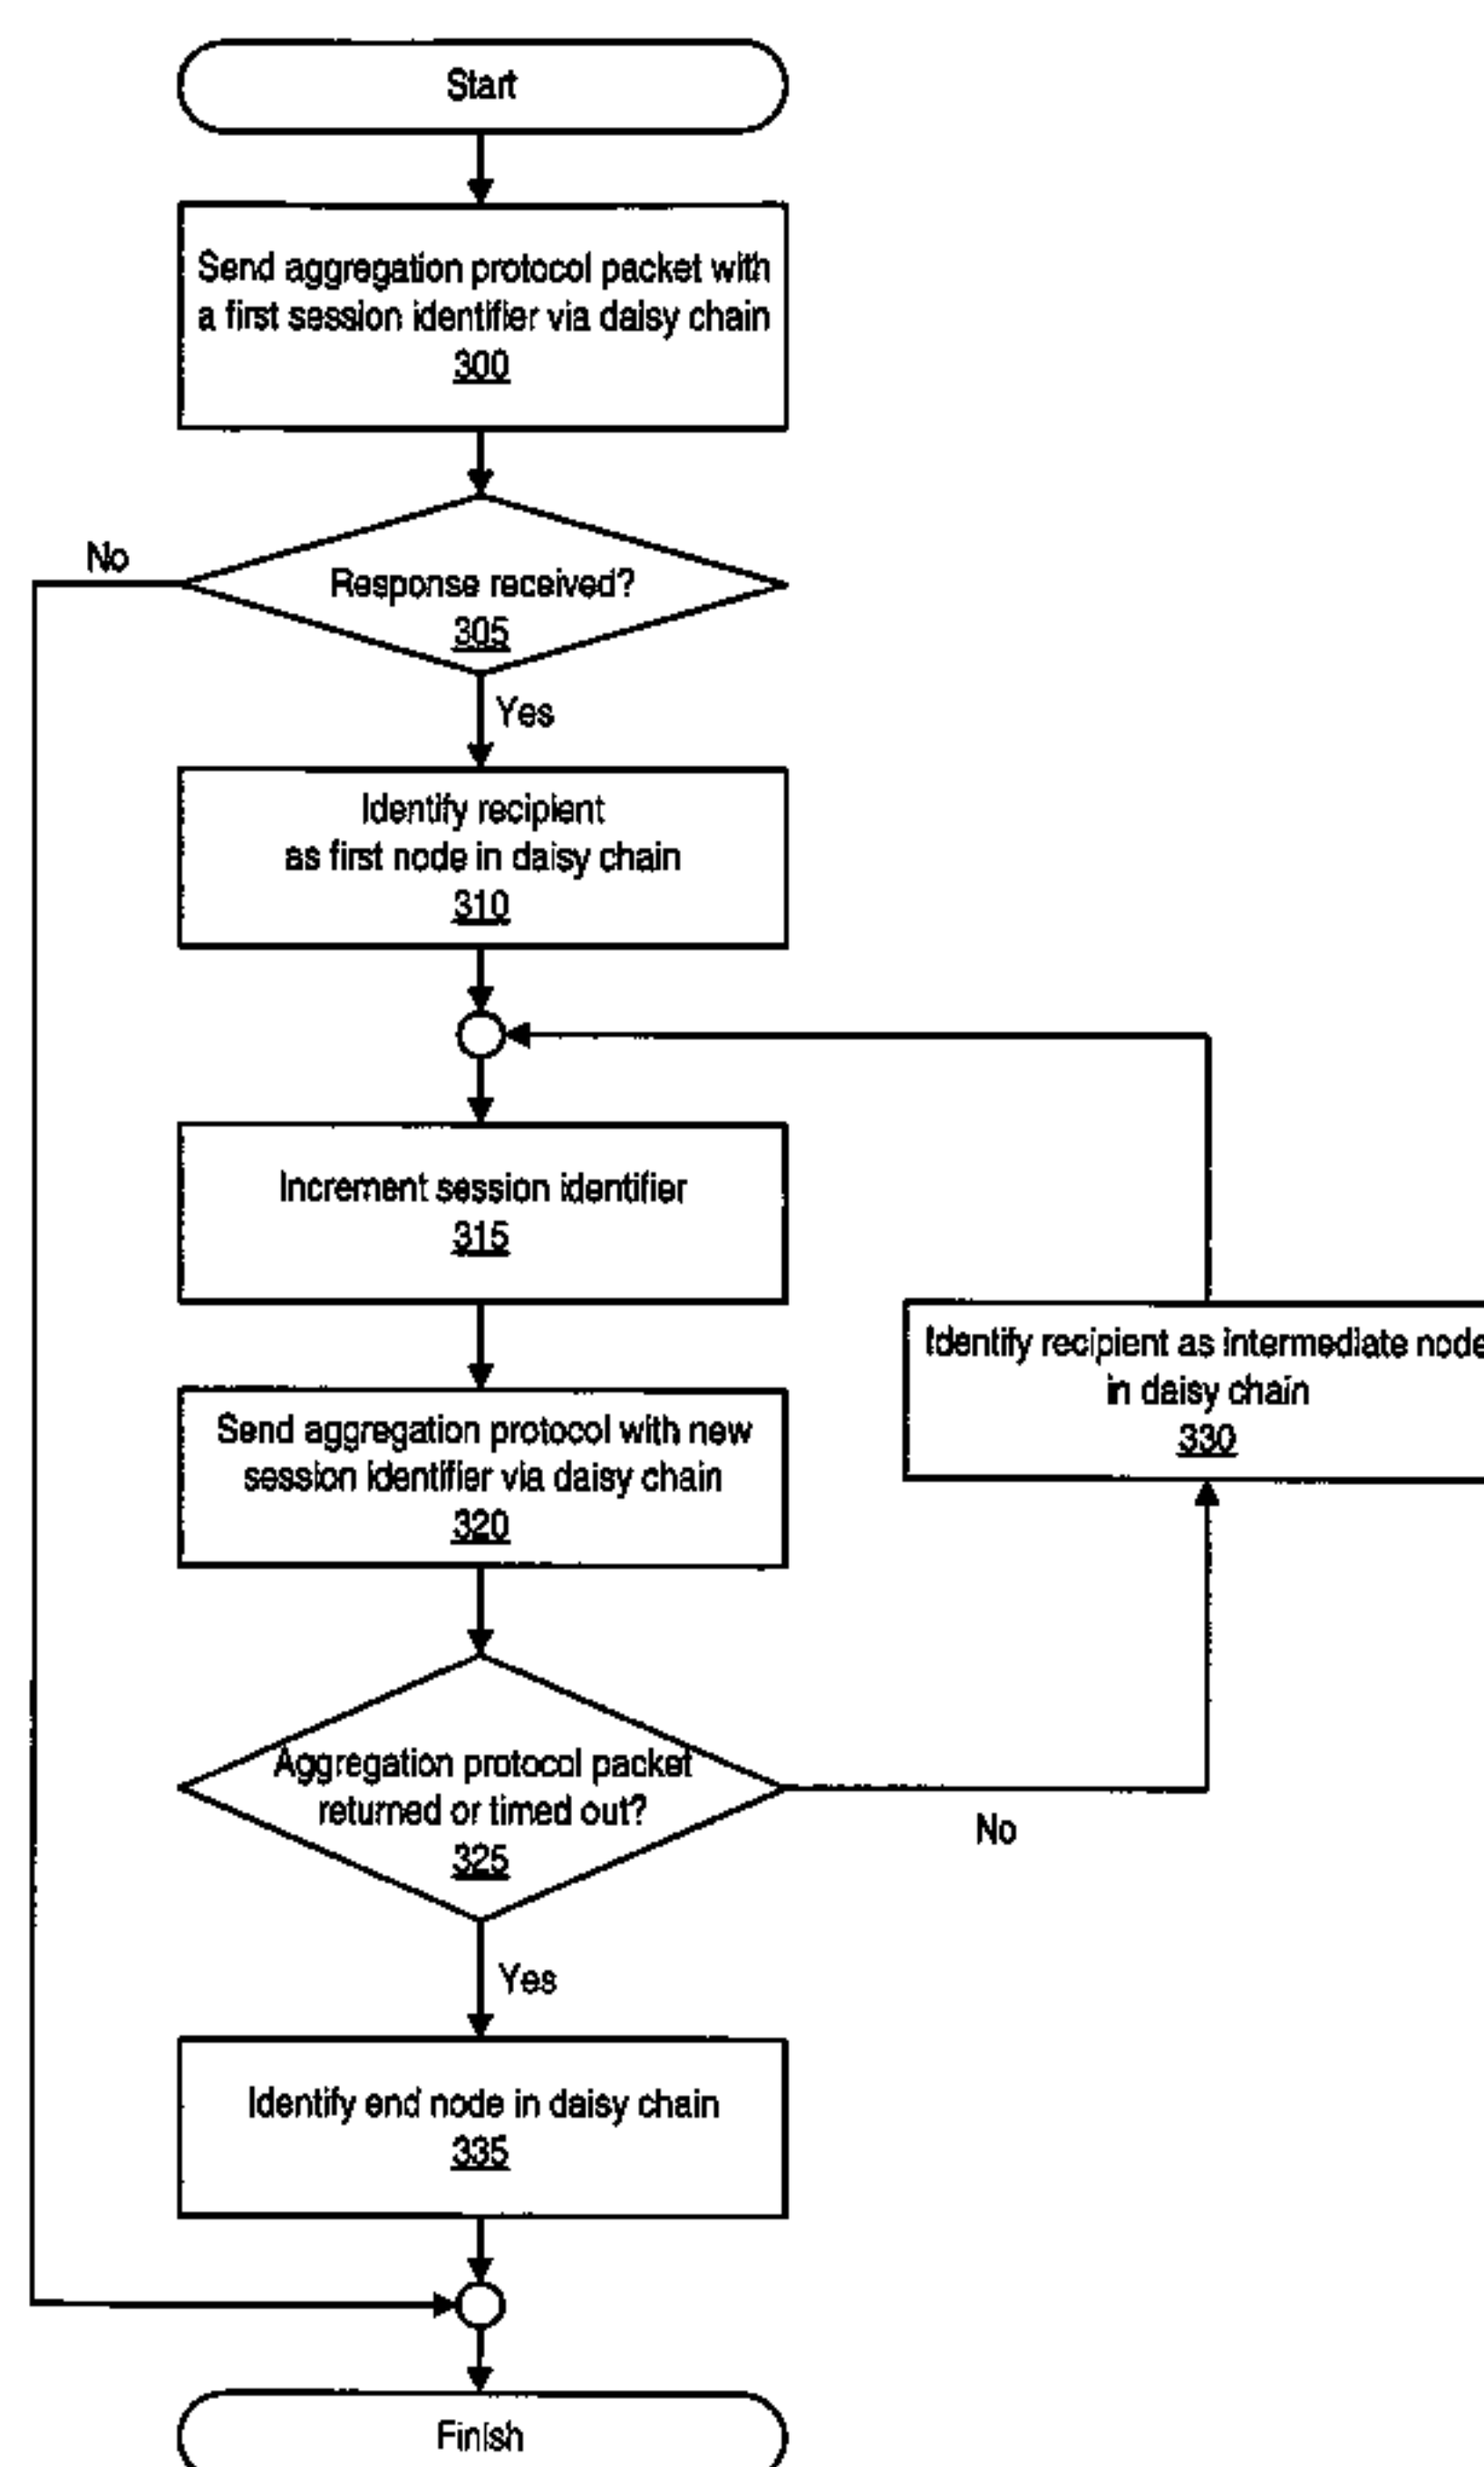 Start
Send aggregation protocol packet with
a first session identifier via daisy chain
300
No
Response received?
305
Yes
Identify recipient
as first node in daisy chain
310
Increment session identifier
315
Identify recipient as intermediate node
in daisy chain
330
Send aggregation protocol with new
session identifier via daisy chain
320
Aggregation protocol packet
returned or timed out?
325
No
Yes
Identify end node in daisy chain
335
Finish